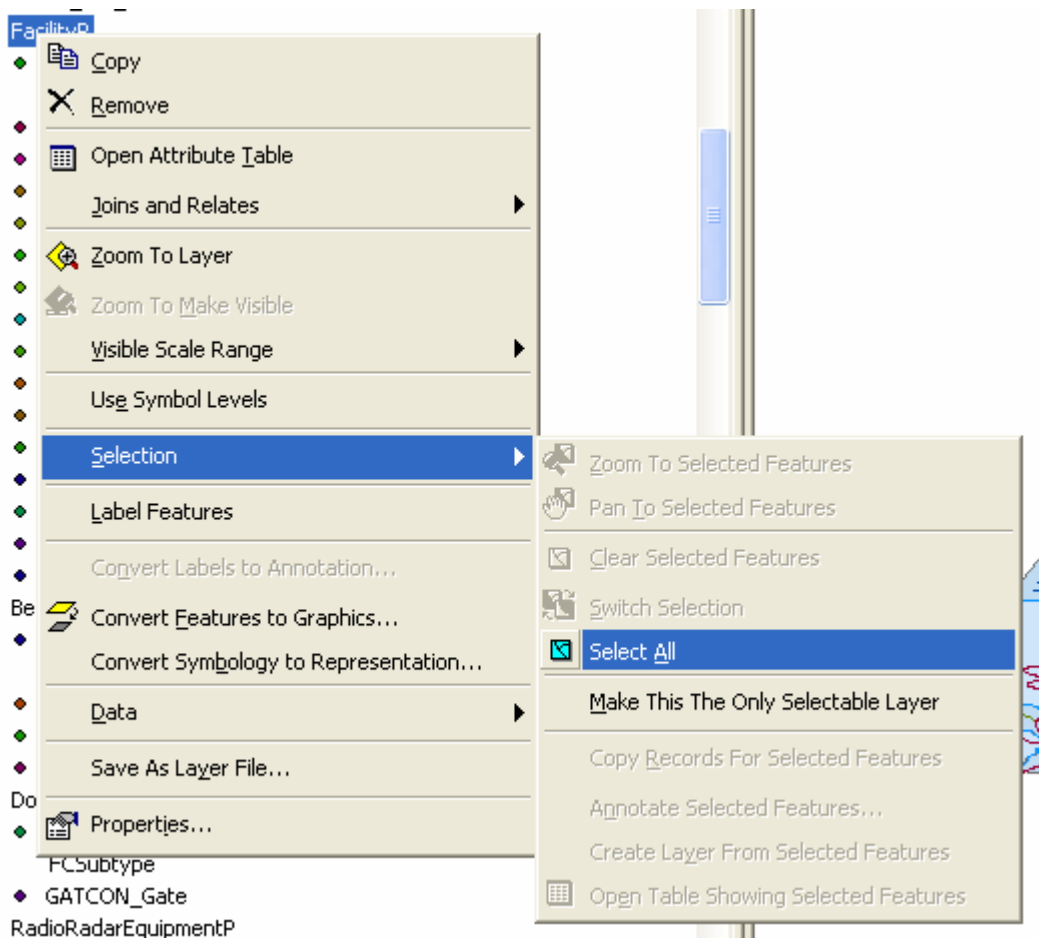 FacilityP
Copy
Remove
Open Attribute Table
Joins and Relates
Zoom To Layer
Zoom To Make Visible
Visible Scale Range
Use Symbol Levels
Selection
Label Features
Convert Labels to Annotation...
Convert Features to Graphics...
Convert Symbology to Representation...
Data
Save As Layer File...
Properties...
Zoom To Selected Features
Pan To Selected Features
Clear Selected Features
Switch Selection
Select All
Make This The Only Selectable Layer
Copy Records For Selected Features
Annotate Selected Features...
Create Layer From Selected Features
Open Table Showing Selected Features
Be
Do
FCSubtype
GATCON_Gate
RadioRadarEquipmentP